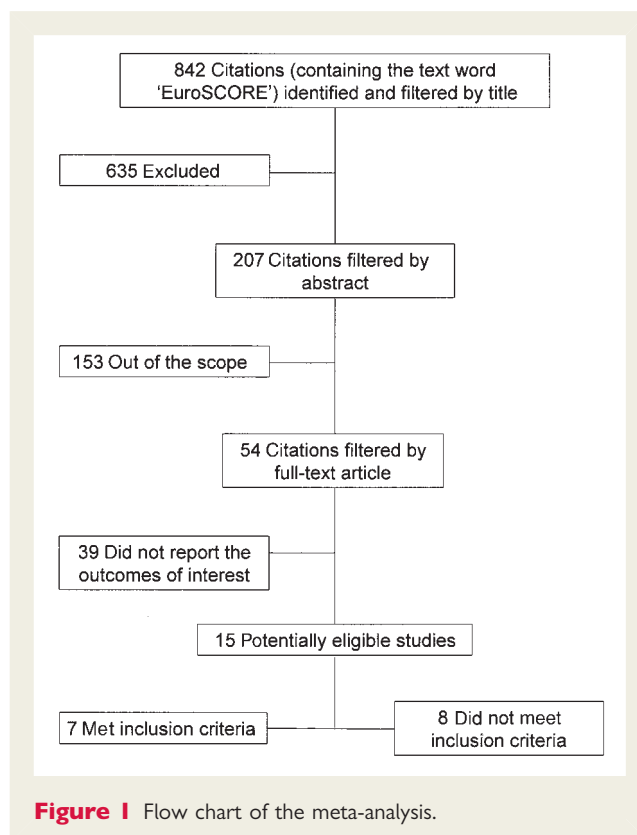 842 Citations (containing the text word
'EuroSCORE') identified and filtered by title
635 Excluded
207 Citations filtered by
abstract
153 Out of the scope
54 Citations filtered by
full-text article
39 Did not report the
outcomes of interest
15 Potentially eligible studies
7 Met inclusion criteria
8 Did not meet
inclusion criteria
Figure 1 Flow chart of the meta-analysis.